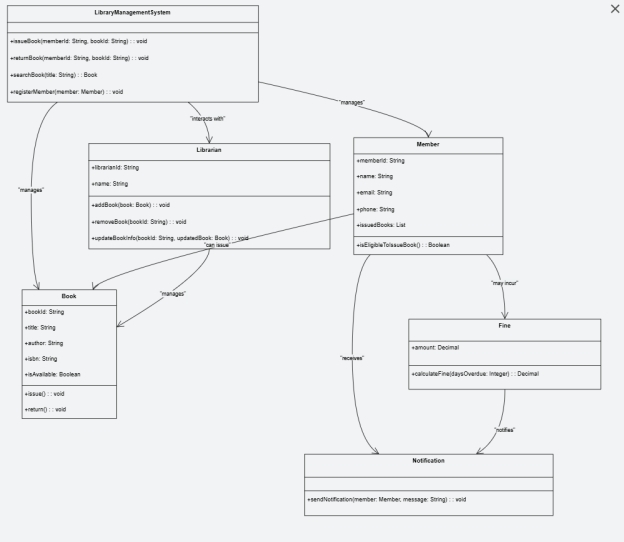 LibraryManagementSystem
+issueBook(memberId: String, bookId: String) : : void
+returnBook(memberId: String, bookId: String) : : void
+searchBook(title: String) : : Book
+registerMember(member: Member) : : void
"manages"
"interacts with"
"manages"
Librarian
+librarianId: String
+name: String
+addBook(book: Book) : : void
+removeBook(bookId: String) : : void
+updateBookInfo(bookId: String, updatedBook: Book) : : void
Member
+memberId: String
+name: String
+email: String
+phone: String
+issuedBooks: List
+isEligibleToIssueBook() : : Boolean
"can issue"
"manages"
"may incur"
Book
+bookId: String
+title: String
+author: String
+isbn: String
+isAvailable: Boolean
+issue() : : void
+return() : : void
Fine
+amount: Decimal
+calculateFine(daysOverdue: Integer) : : Decimal
"receives"
"notifies"
Notification
+sendNotification(member: Member, message: String) : : void